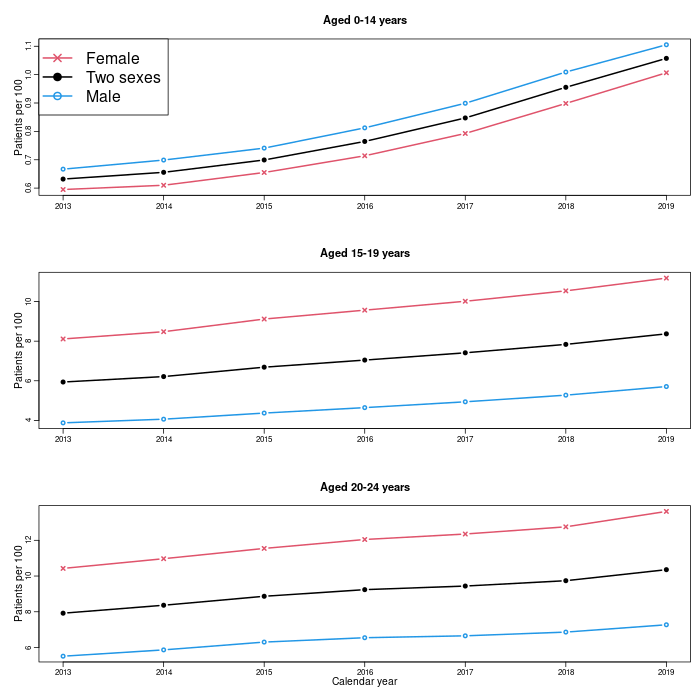 Aged 0-14 years
Patients per 100
1.1
1.0
0.9
0.8
0.7
0.6
Female
Two sexes
Male
2013 2014 2015 2016 2017 2018 2019
Aged 15-19 years
Patients per 100
10
8
6
4
2013 2014 2015 2016 2017 2018 2019
Aged 20-24 years
Patients per 100
12
10
8
6
2013 2014 2015 2016 2017 2018 2019
Calendar year